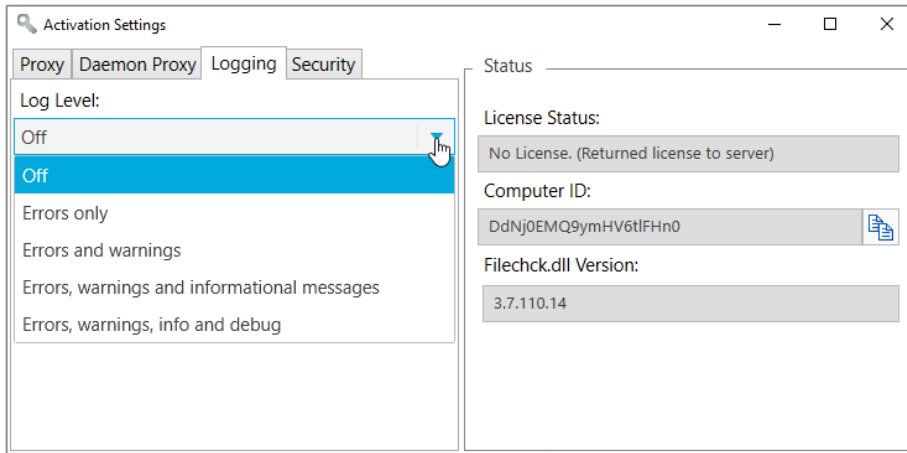 Activation Settings
Proxy Daemon Proxy Logging Security
Log Level:
Off
Off
Errors only
Errors and warnings
Errors, warnings and informational messages
Errors, warnings, info and debug
Status
License Status:
No License. (Returned license to server)
Computer ID:
DdNj0EMQ9ymHV6tlFHn0
Filechck.dll Version:
3.7.110.14